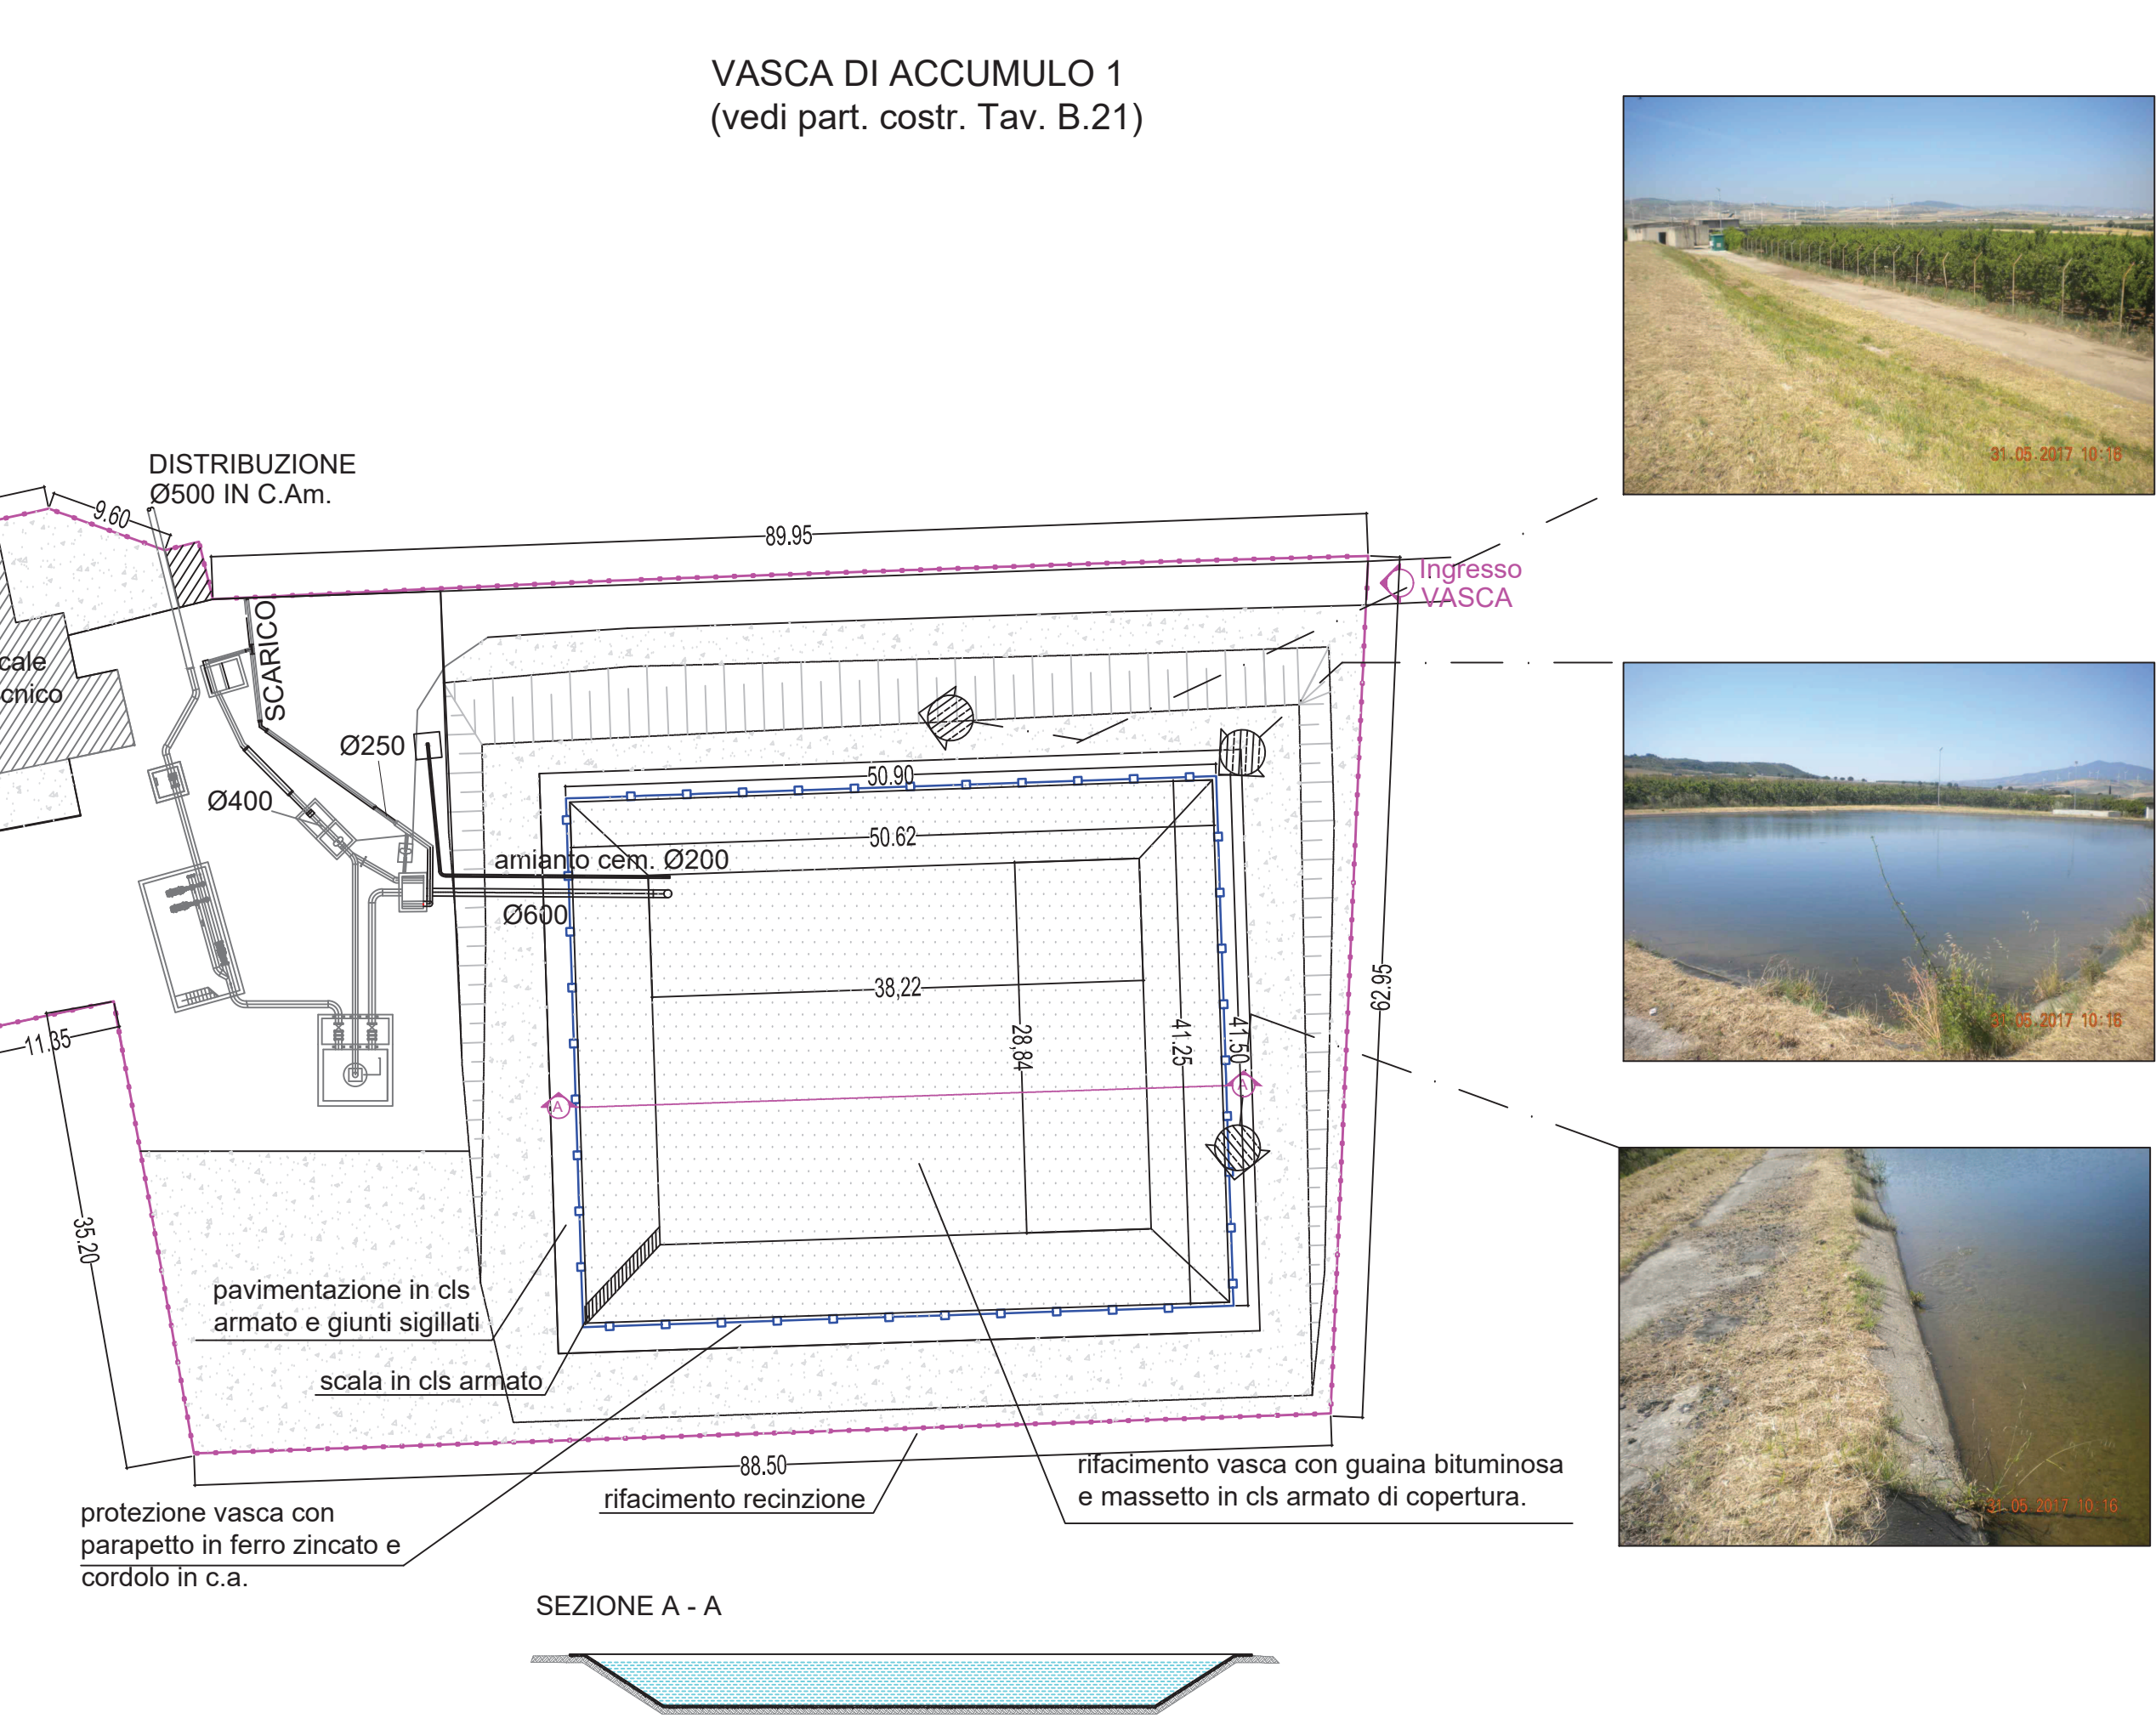 VASCA DI ACCUMULO 1
(vedi part. costr. Tav. B.21)
31.05.2017 10:16
DISTRIBUZIONE
Ø500 IN C.Am.
9.60
89.95
Ingresso
VASCA
SCARICO
cale
cnico
Ø250
Ø400
50.90
50.62
amianto cem. Ø200
Ø600
38,22
28,84
41.25
41.50
62.95
31.05.2017 10:16
11.35
A
A
35.20
pavimentazione in cls
armato e giunti sigillati
scala in cls armato
88.50
rifacimento recinzione
rifacimento vasca con guaina bituminosa
e massetto in cls armato di copertura.
protezione vasca con
parapetto in ferro zincato e
cordolo in c.a.
31.05.2017 10:16
SEZIONE A - A